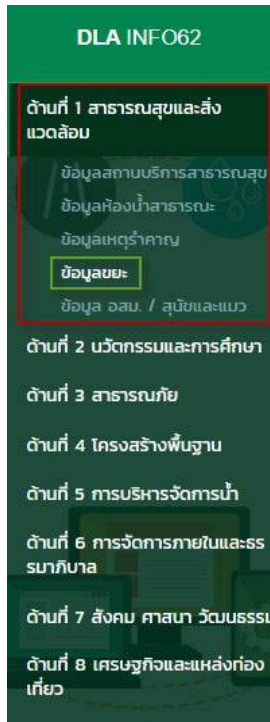 DLA INFO62
ด้านที่ 1 สาธารณสุขและสิ่ง
แวดล้อม
ข้อมูลสถานบริการสาธารณสุข
ข้อมูลห้องน้ำสาธารณะ
ข้อมูลเหตุรำคาญ
ข้อมูลขยะ
ข้อมูล อสม. / สุนัขและแมว
ด้านที่ 2 นวัตกรรมและการศึกษา
ด้านที่ 3 สาธารณภัย
ด้านที่ 4 โครงสร้างพื้นฐาน
ด้านที่ 5 การบริหารจัดการน้ำ
ด้านที่ 6 การจัดการภายในและธร
รมาภิบาล
ด้านที่ 7 สังคม ศาสนา วัฒนธรรม
ด้านที่ 8 เศรษฐกิจและแหล่งท่อง
เที่ยว